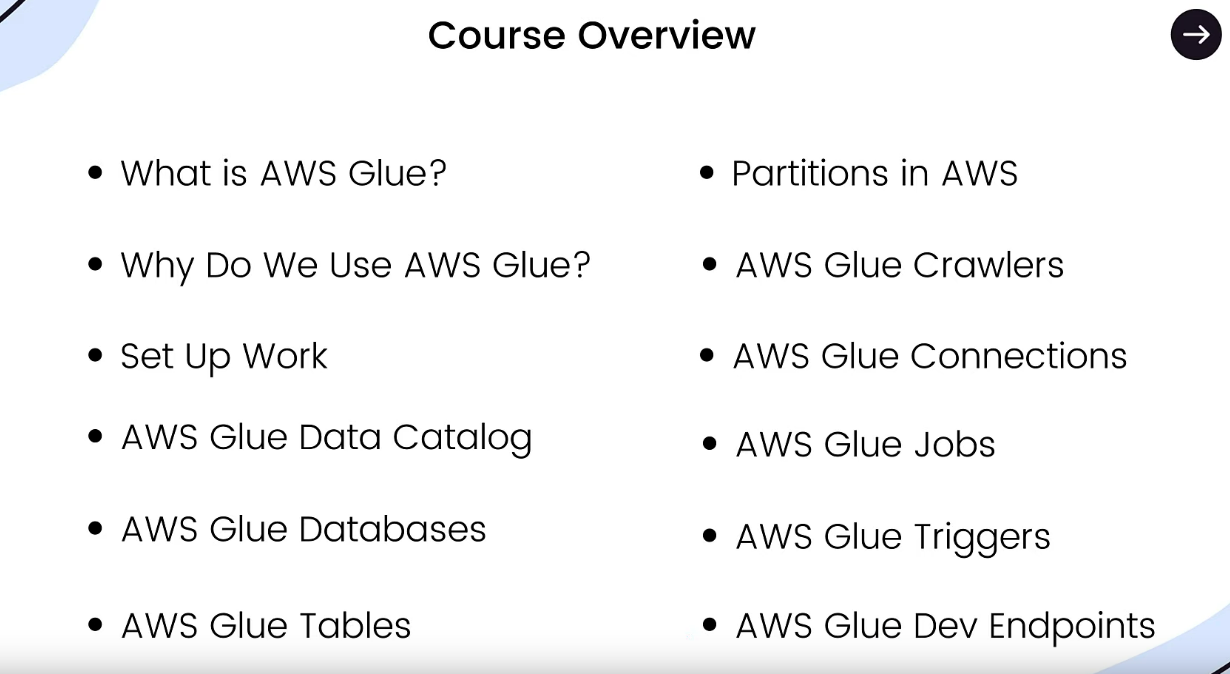 Course Overview
• What is AWS Glue?
• Why Do We Use AWS Glue?
• Set Up Work
• AWS Glue Data Catalog
• AWS Glue Databases
• AWS Glue Tables
• Partitions in AWS
• AWS Glue Crawlers
• AWS Glue Connections
• AWS Glue Jobs
• AWS Glue Triggers
• AWS Glue Dev Endpoints